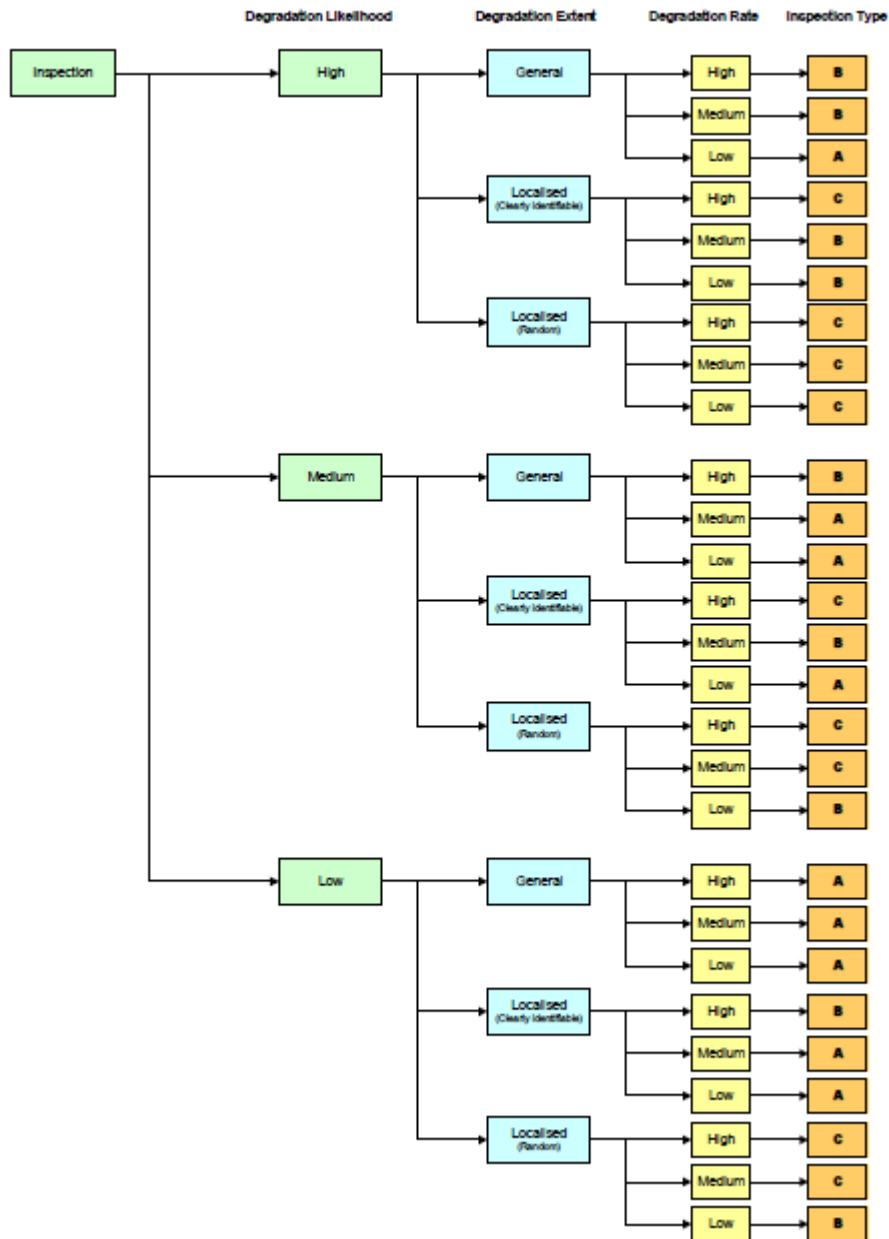 Degradation Likelihood Degradation Extent Degradation Rate Inspection Type
Inspection High General High B
Medium B
Low A
Localised High C
(Clearly Identifiable)
Medium B
Low B
Localised High C
(Random)
Medium C
Low C
Medium General High B
Medium A
Low A
Localised High C
(Clearly Identifiable)
Medium B
Low A
Localised High C
(Random)
Medium C
Low B
Low General High A
Medium A
Low A
Localised High B
(Clearly Identifiable)
Medium A
Low A
Localised High C
(Random)
Medium C
Low B